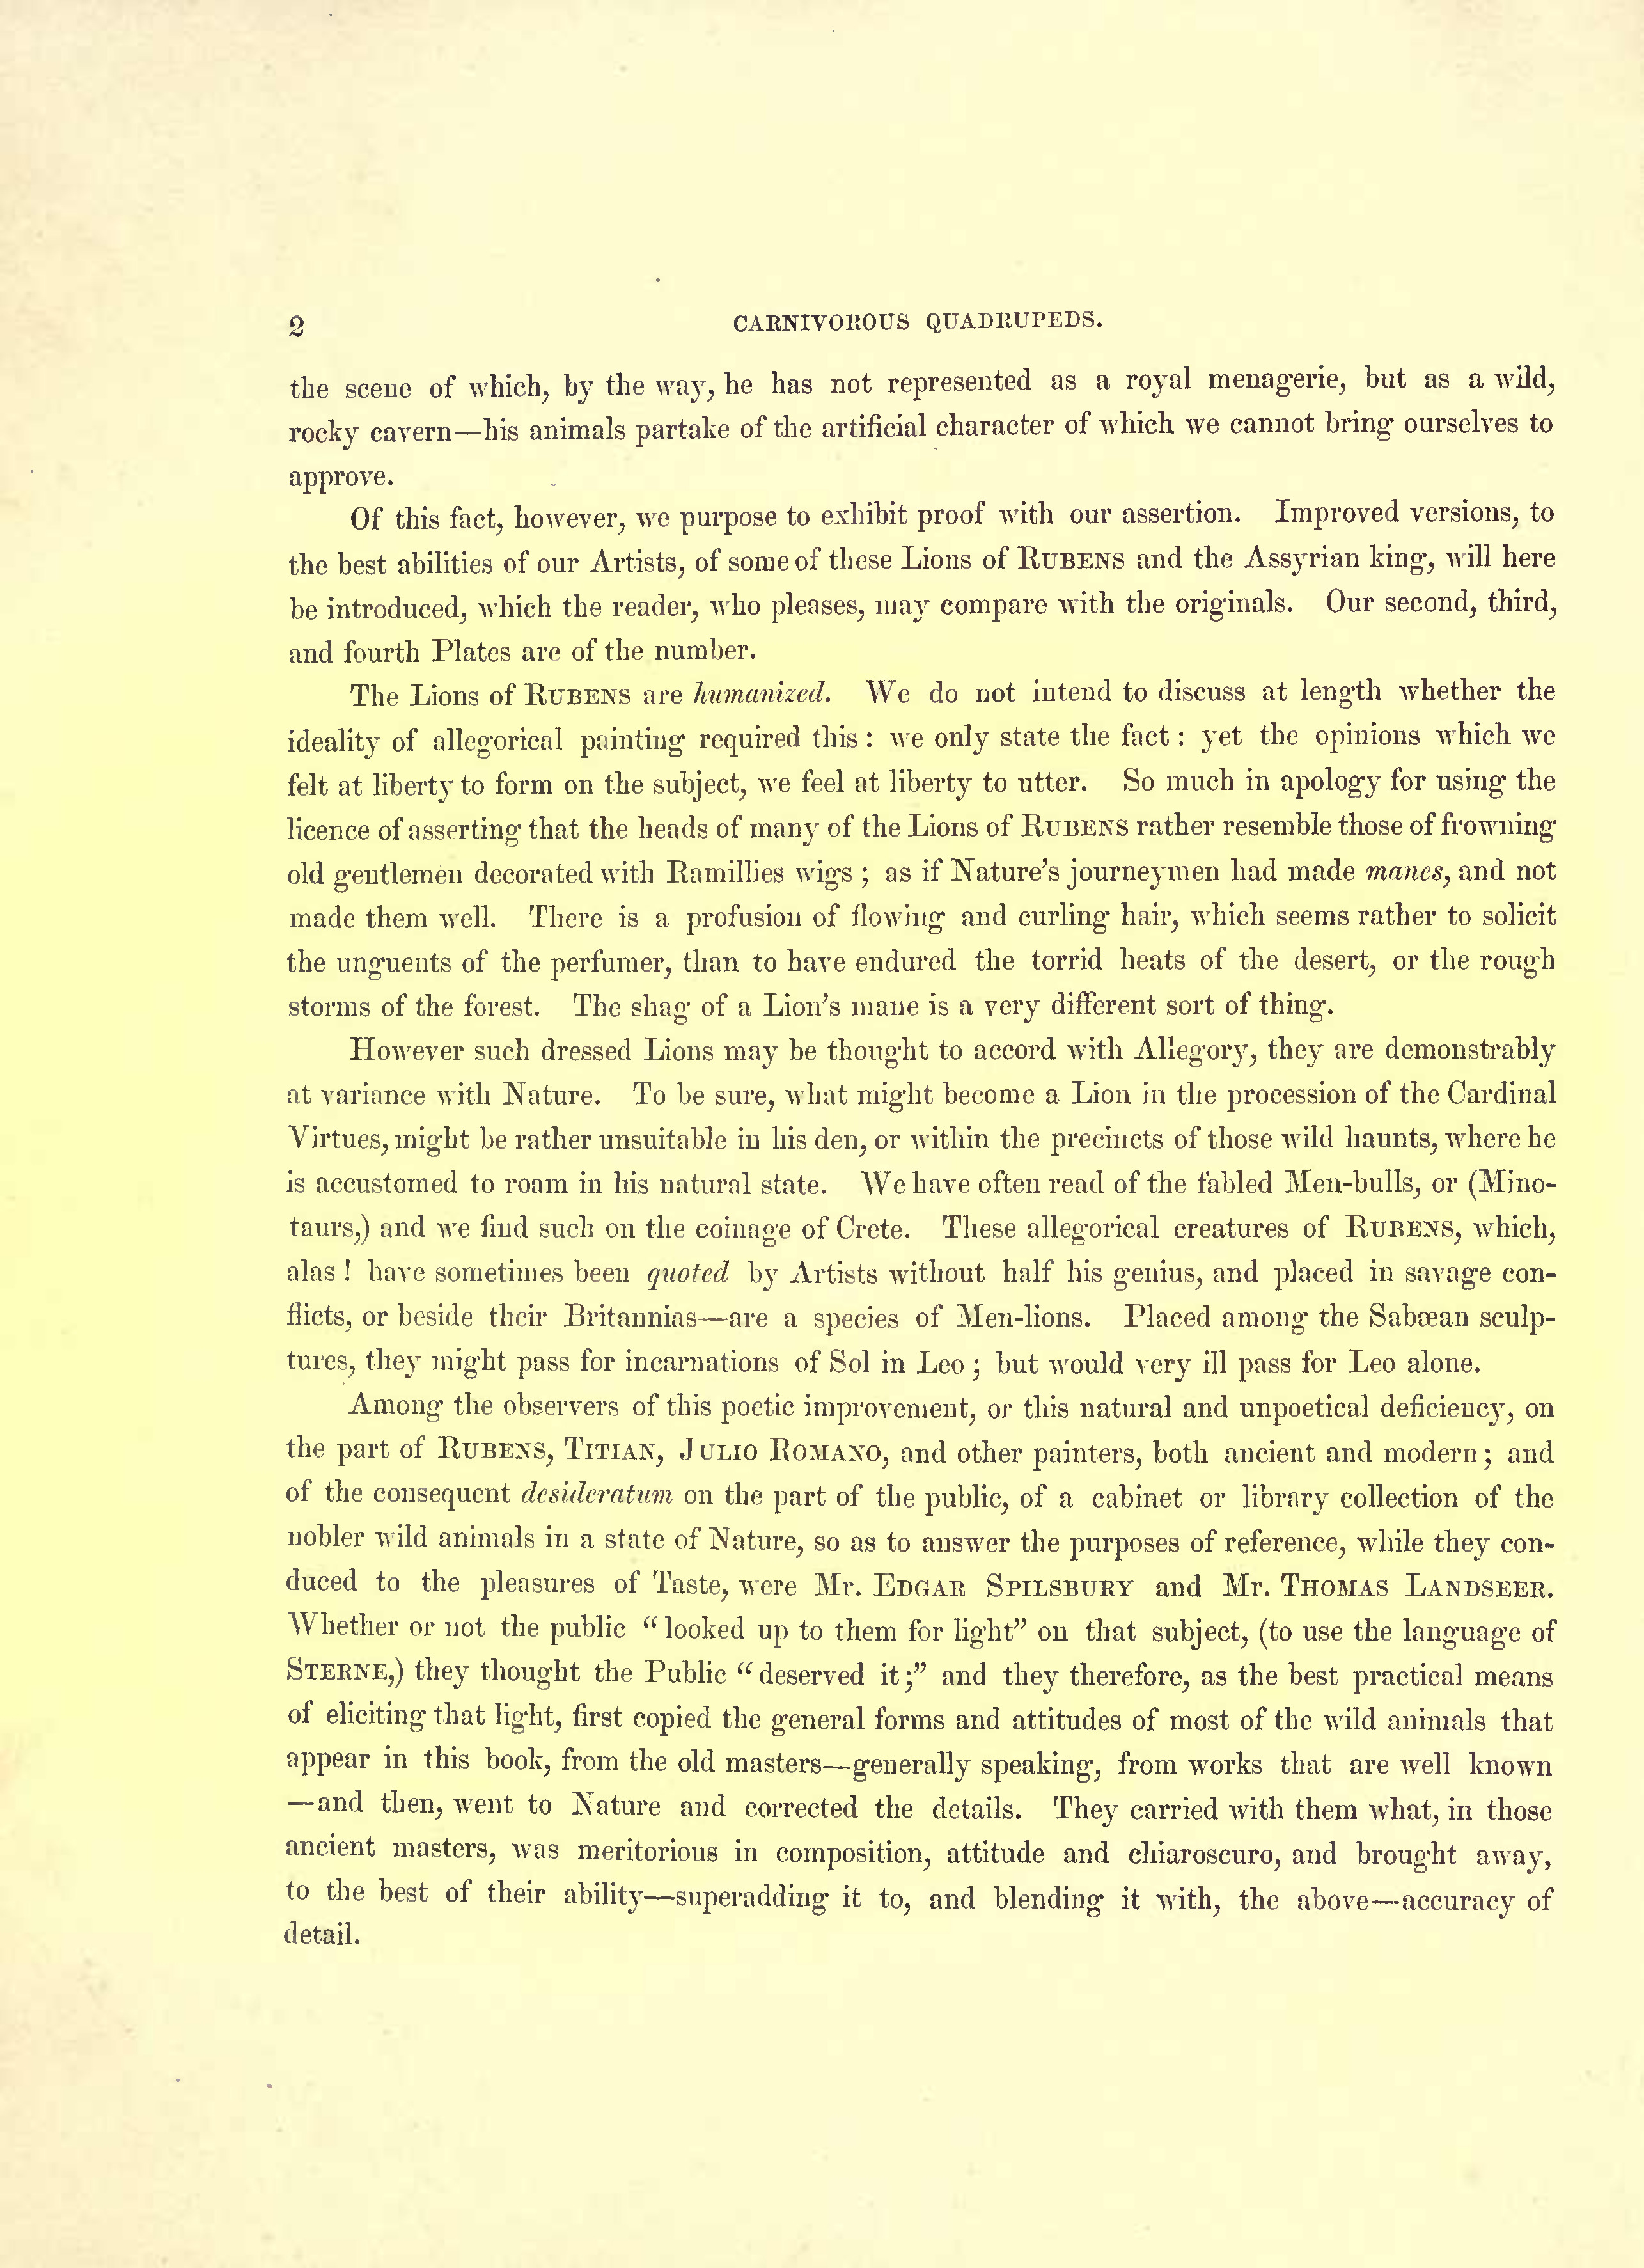 2
CARNIVOROUS QUADRUPEDS.
the scene of which, by the way, he has not represented as a royal menagerie, but as a wild,
rocky cavern—his animals partake of the artificial character of which we cannot bring ourselves to
approve.
Of this fact, however, we purpose to exhibit proof with our assertion. Improved versions, to
the best abilities of our Artists, of some of these Lions of RUBENS and the Assyrian king, will here
be introduced, which the reader, who pleases, may compare with the originals. Our second, third,
and fourth Plates are of the number.
The Lions of RUBENS are humanized. We do not intend to discuss at length whether the
ideality of allegorical painting required this : we only state the fact : yet the opinions which we
felt at liberty to form on the subject, we feel at liberty to utter. So much in apology for using the
licence of asserting that the heads of many of the Lions of RUBENS rather resemble those of frowning
old gentlemen decorated with Ramillies wigs ; as if Nature's journeymen had made manes, and not
made them well. There is a profusion of flowing and curling hair, which seems rather to solicit
the unguents of the perfumer, than to have endured the torrid heats of the desert, or the rough
storms of the forest. The shag of a Lion's mane is a very different sort of thing.
However such dressed Lions may be thought to accord with Allegory, they are demonstrably
at variance with Nature. To be sure, what might become a Lion in the procession of the Cardinal
Virtues, might be rather unsuitable in his den, or within the precincts of those wild haunts, where he
is accustomed to roam in his natural state. We have often read of the fabled Men-bulls, or (Mino-
taurs,) and we find such on the coinage of Crete. These allegorical creatures of RUBENS, which,
alas ! have sometimes been quoted by Artists without half his genius, and placed in savage con-
flicts, or beside their Britannias—are a species of Men-lions. Placed among the Sabæan sculp-
tures, they might pass for incarnations of Sol in Leo ; but would very ill pass for Leo alone.
Among the observers of this poetic improvement, or this natural and unpoetical deficiency, on
the part of RUBENS, TITIAN, JULIO ROMANO, and other painters, both ancient and modern ; and
of the consequent desideratum on the part of the public, of a cabinet or library collection of the
nobler wild animals in a state of Nature, so as to answer the purposes of reference, while they con-
duced to the pleasures of Taste, were Mr. EDGAR SPILSBURY and Mr. THOMAS LANDSEER.
Whether or not the public “ looked up to them for light” on that subject, (to use the language of
STERNE,) they thought the Public “ deserved it ;” and they therefore, as the best practical means
of eliciting that light, first copied the general forms and attitudes of most of the wild animals that
appear in this book, from the old masters—generally speaking, from works that are well known
—and then, went to Nature and corrected the details. They carried with them what, in those
ancient masters, was meritorious in composition, attitude and chiaroscuro, and brought away,
to the best of their ability—superadding it to, and blending it with, the above—accuracy of
detail.